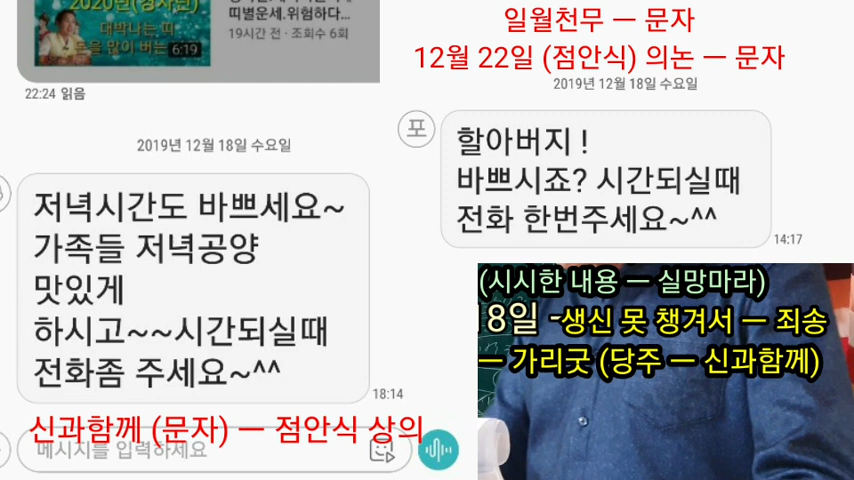 2020년(경자년)
대박나는 띠
돈을 많이 버는
6:19
띠별운세.위험하다...
19시간 전 · 조회수 6회
22:24 읽음
2019년 12월 18일 수요일
저녁시간도 바쁘세요~
가족들 저녁공양
맛있게
하시고~~시간되실때
전화좀 주세요~^^
18:14
신과함께 (문자) ㅡ 점안식 상의
메시지를 입력하세요
일월천무 ㅡ 문자
12월 22일 (점안식) 의논 ㅡ 문자
2019년 12월 18일 수요일
포
할아버지 !
바쁘시죠? 시간되실때
전화 한번주세요~^^
14:17
(시시한 내용 ㅡ 실망마라)
18일 -생신 못 챙겨서 ㅡ 죄송
ㅡ 가리굿 (당주 ㅡ 신과함께)